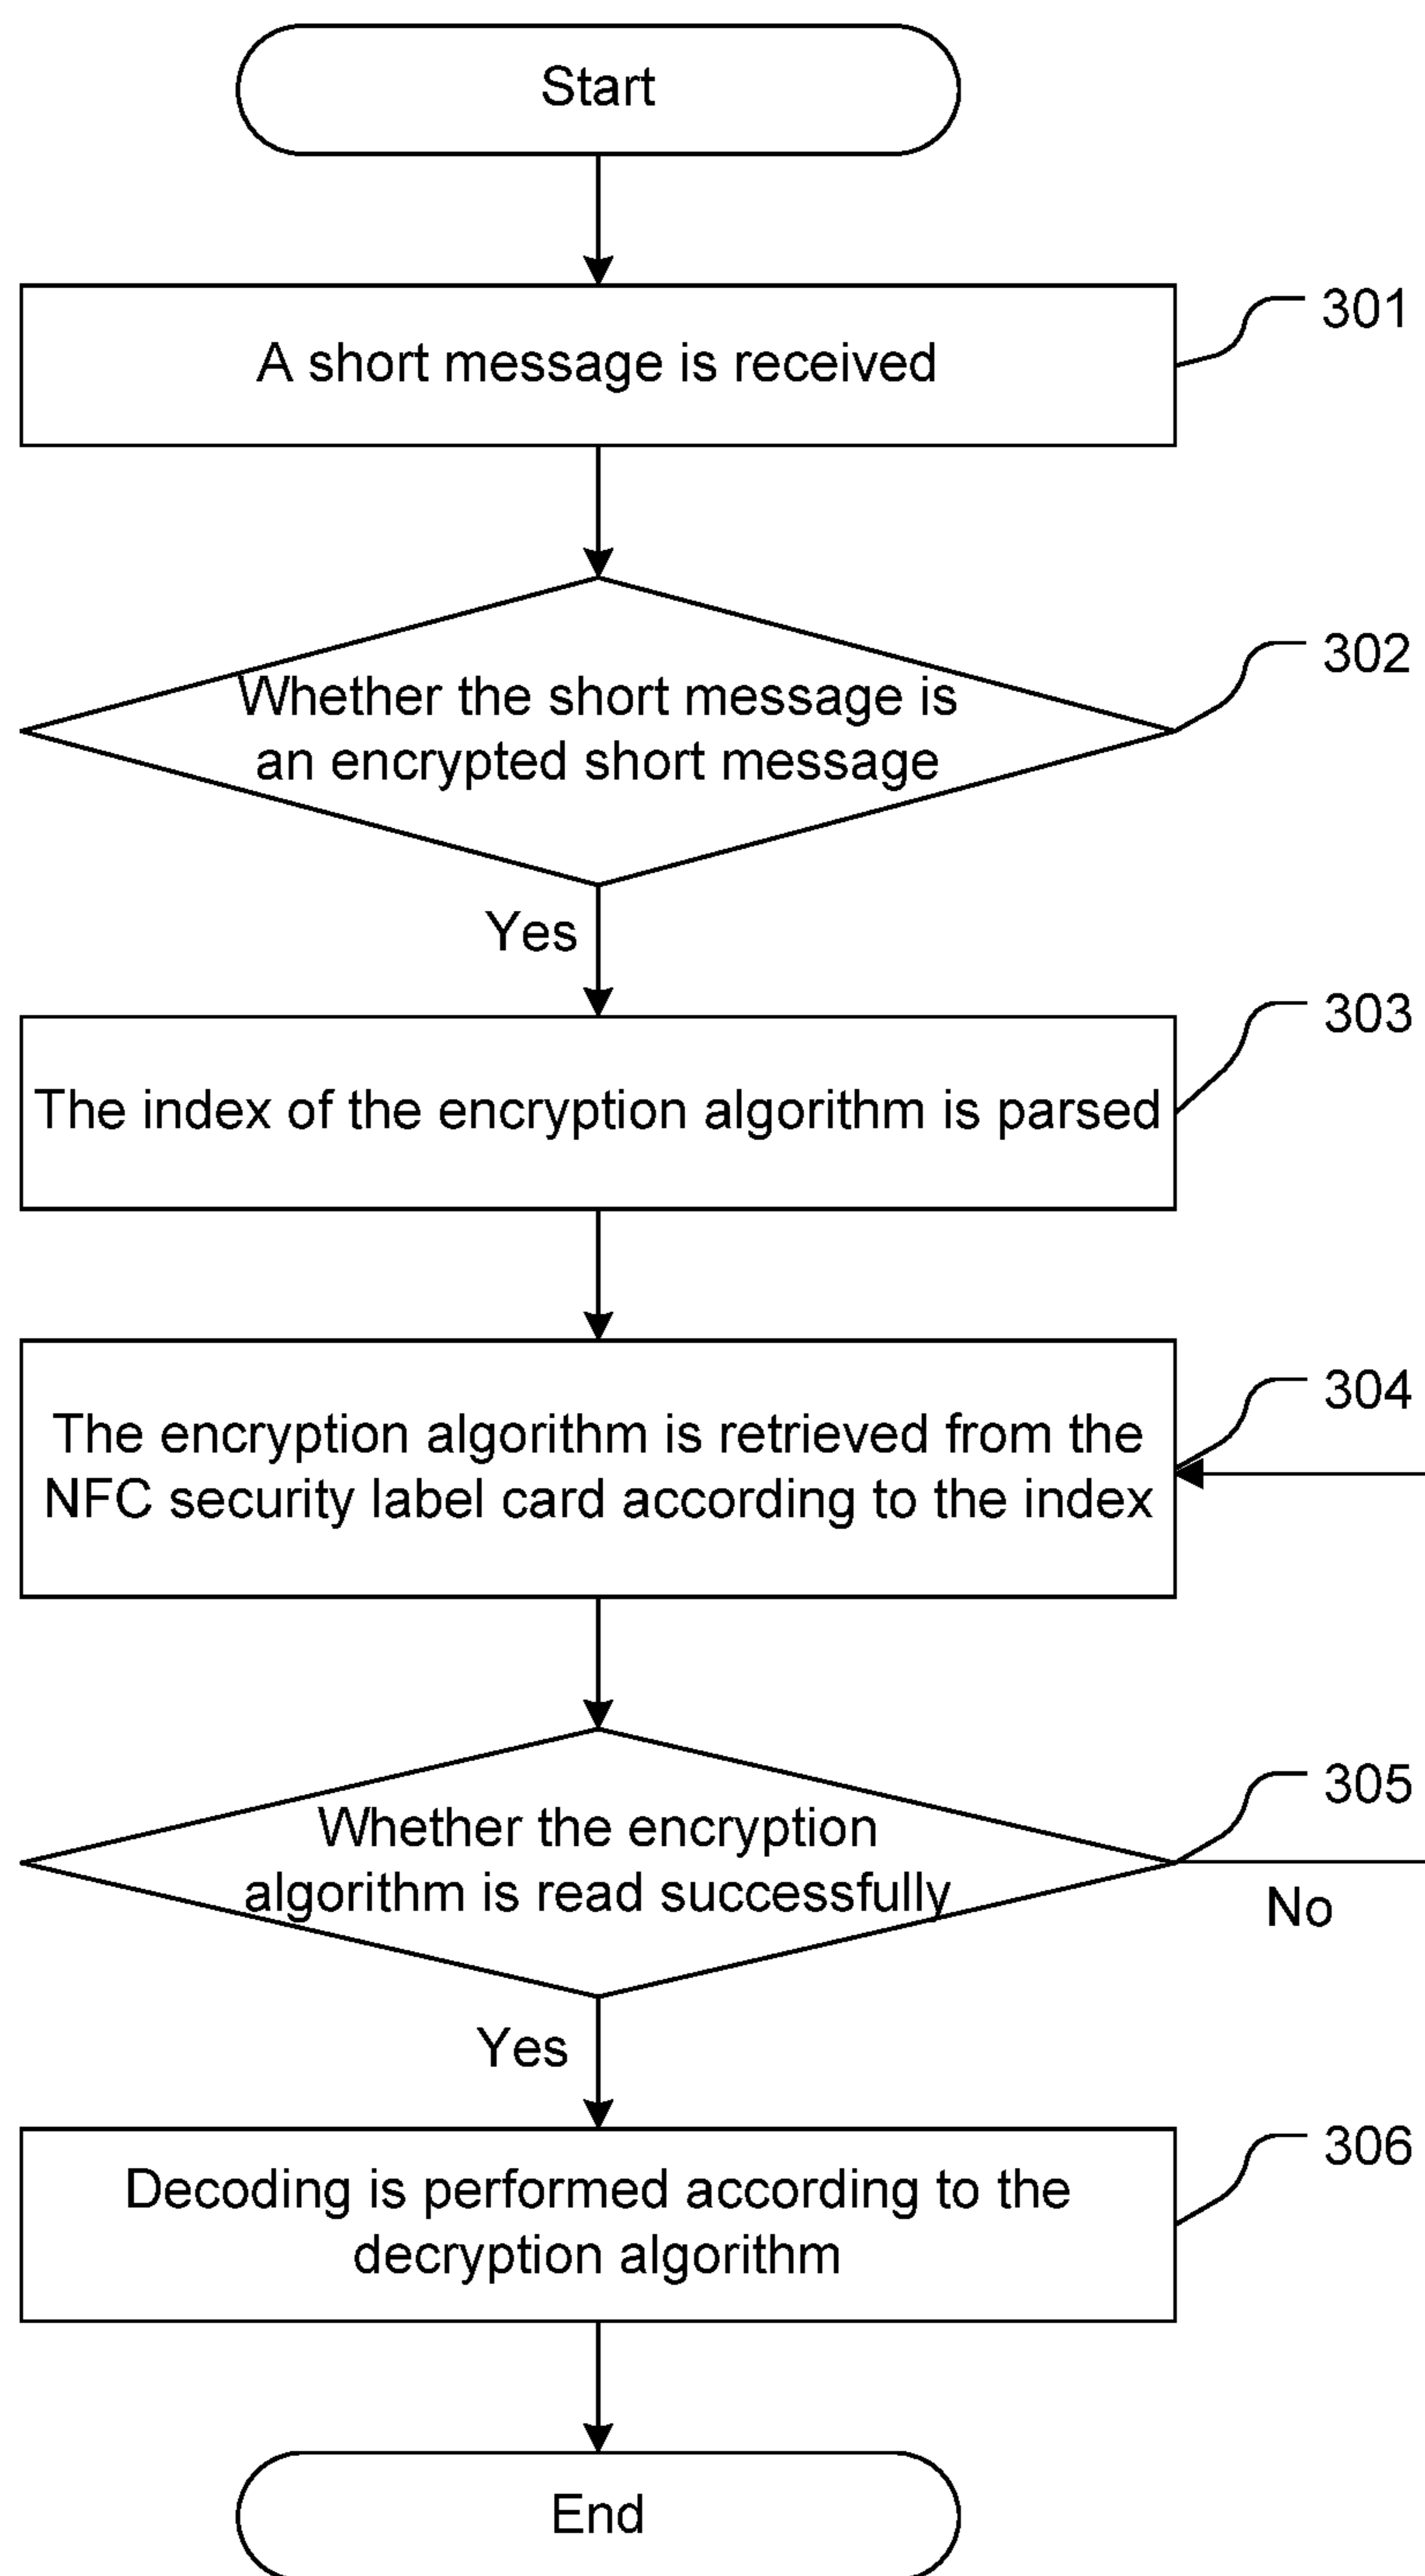 Start
A short message is received
301
Whether the short message is
an encrypted short message
302
Yes
The index of the encryption algorithm is parsed
303
The encryption algorithm is retrieved from the
NFC security label card according to the index
304
Whether the encryption
algorithm is read successfully
305
No
Yes
Decoding is performed according to the
decryption algorithm
306
End